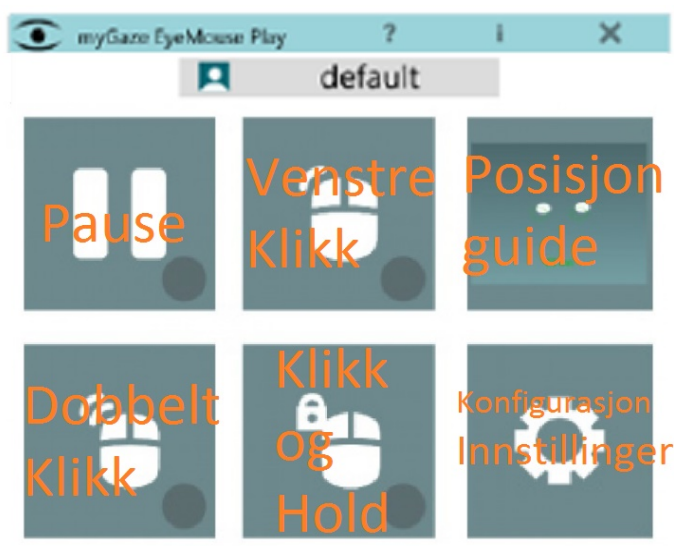 myGaze EyeMouse Play ? i X
default
Pause
Venstre
Klikk
Posisjon
guide
Dobbelt
Klikk
Klikk
og
Hold
Konfigurasjon
Innstillinger